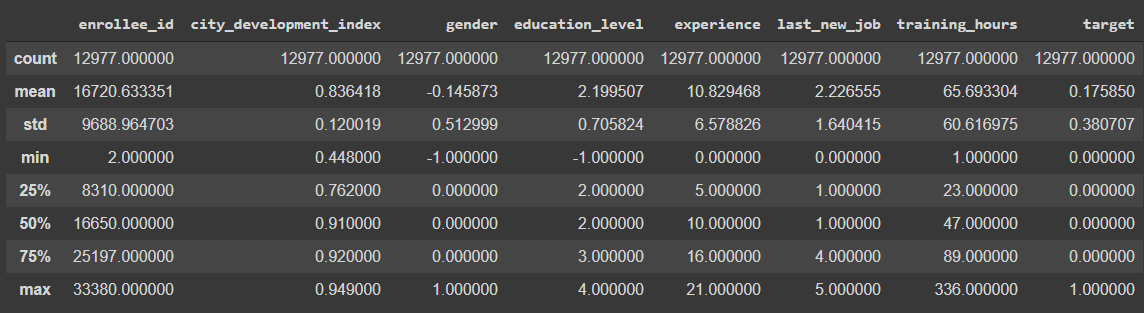 enrollee_id city_development_index gender education_level experience last_new_job training_hours target
count 12977.000000 12977.000000 12977.000000 12977.000000 12977.000000 12977.000000 12977.000000 12977.000000
mean 16720.633351 0.836418 -0.145873 2.199507 10.829468 2.226555 65.693304 0.175850
std 9688.964703 0.120019 0.512999 0.705824 6.578826 1.640415 60.616975 0.380707
min 2.000000 0.448000 -1.000000 -1.000000 0.000000 0.000000 1.000000 0.000000
25% 8310.000000 0.762000 0.000000 2.000000 5.000000 1.000000 23.000000 0.000000
50% 16650.000000 0.910000 0.000000 2.000000 10.000000 1.000000 47.000000 0.000000
75% 25197.000000 0.920000 0.000000 3.000000 16.000000 4.000000 89.000000 0.000000
max 33380.000000 0.949000 1.000000 4.000000 21.000000 5.000000 336.000000 1.000000